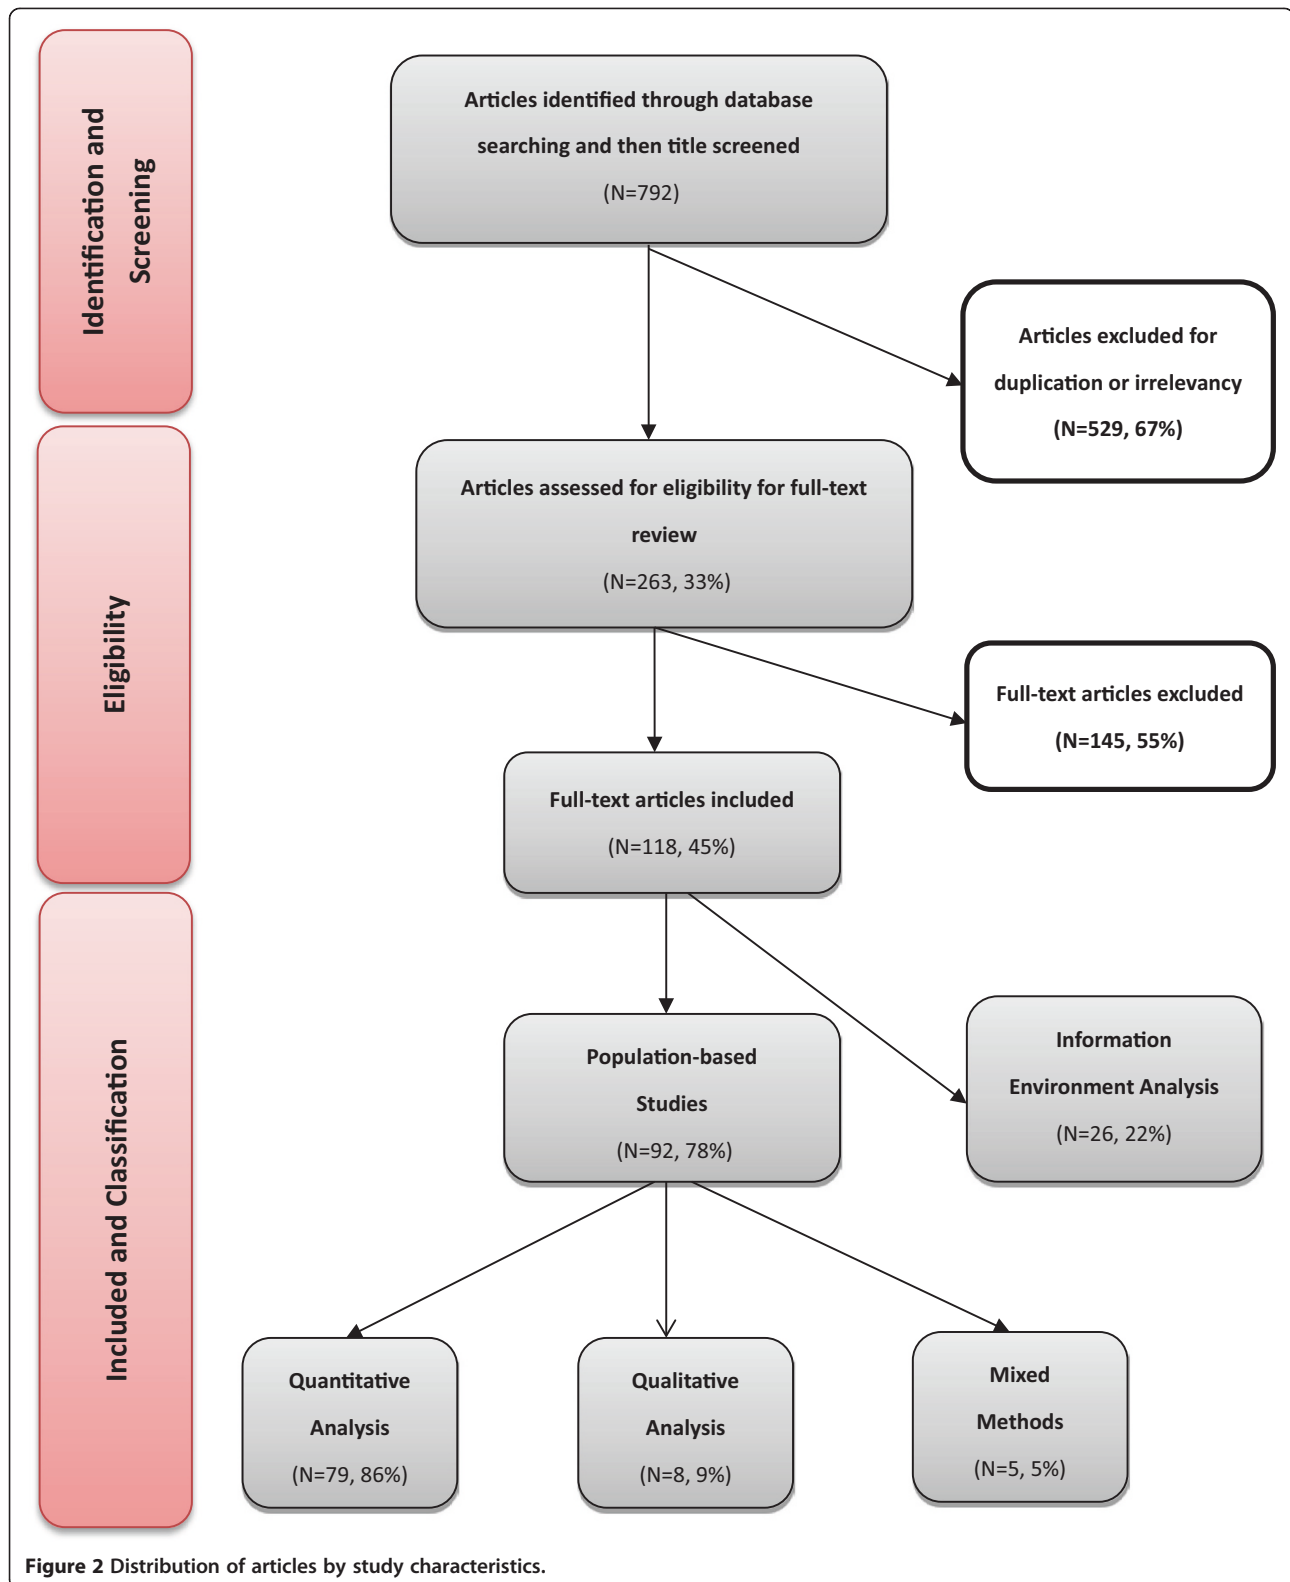 Identification and
Screening
Articles identified through database
searching and then title screened
(N=792)
Articles excluded for
duplication or irrelevancy
(N=529, 67%)
Eligibility
Articles assessed for eligibility for full-text
review
(N=263, 33%)
Full-text articles excluded
(N=145, 55%)
Full-text articles included
(N=118, 45%)
Included and Classification
Population-based
Studies
(N=92, 78%)
Information
Environment Analysis
(N=26, 22%)
Quantitative
Analysis
(N=79, 86%)
Qualitative
Analysis
(N=8, 9%)
Mixed
Methods
(N=5, 5%)
Figure 2 Distribution of articles by study characteristics.